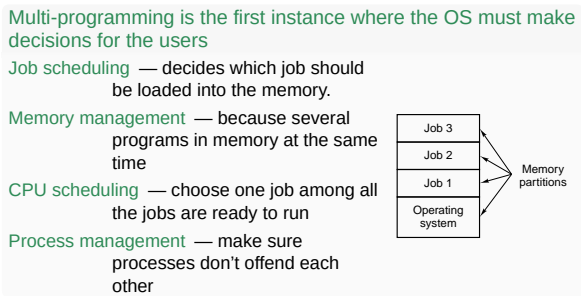 Multi-programming is the first instance where the OS must make
decisions for the users
Job scheduling — decides which job should
be loaded into the memory.
Memory management — because several
programs in memory at the same
time
CPU scheduling — choose one job among all
the jobs are ready to run
Process management — make sure
processes don't offend each
other
Job 3
Job 2
Job 1
Operating
system
Memory
partitions